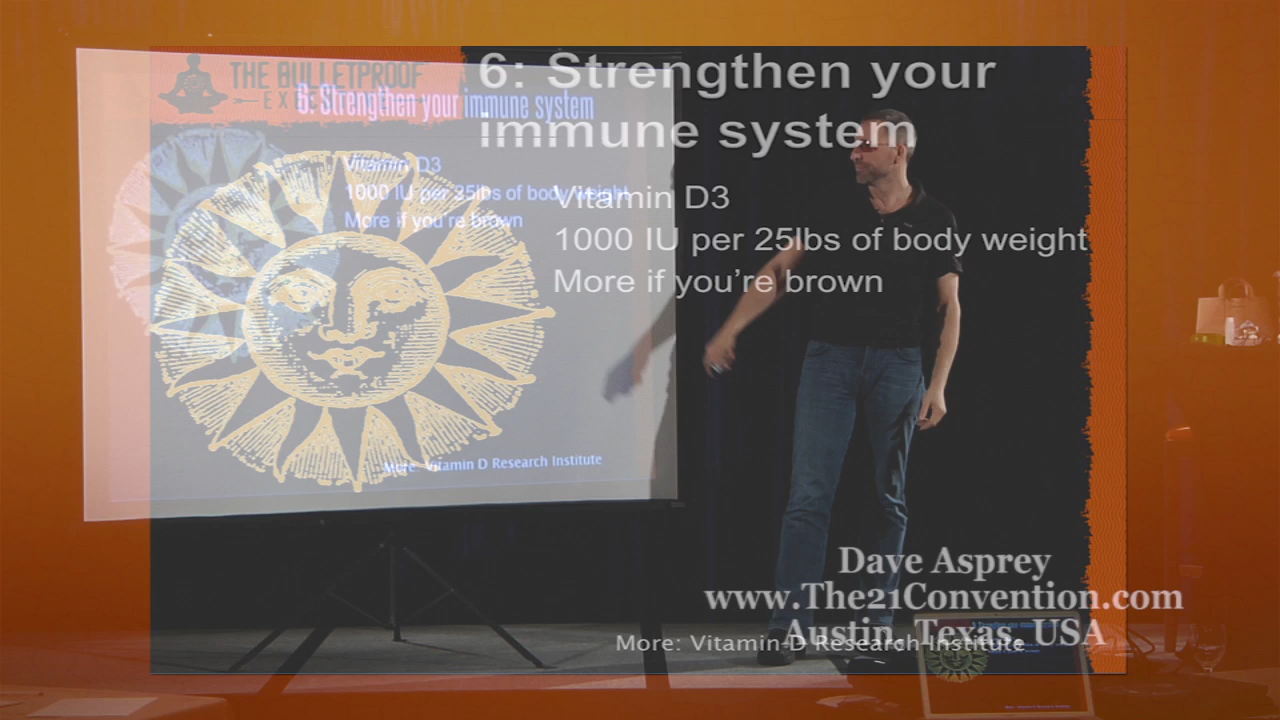 THE BULLETPROOF
6: Strengthen your immune system
Vitamin D3
1000 IU per 25lbs of body weight
More if you're brown
More: Vitamin D Research Institute
6: Strengthen your
immune system
Vitamin D3
1000 IU per 25lbs of body weight
More if you’re brown
Dave Asprey
www.The21Convention.com
Austin, Texas, USA
More: Vitamin D Research Institute